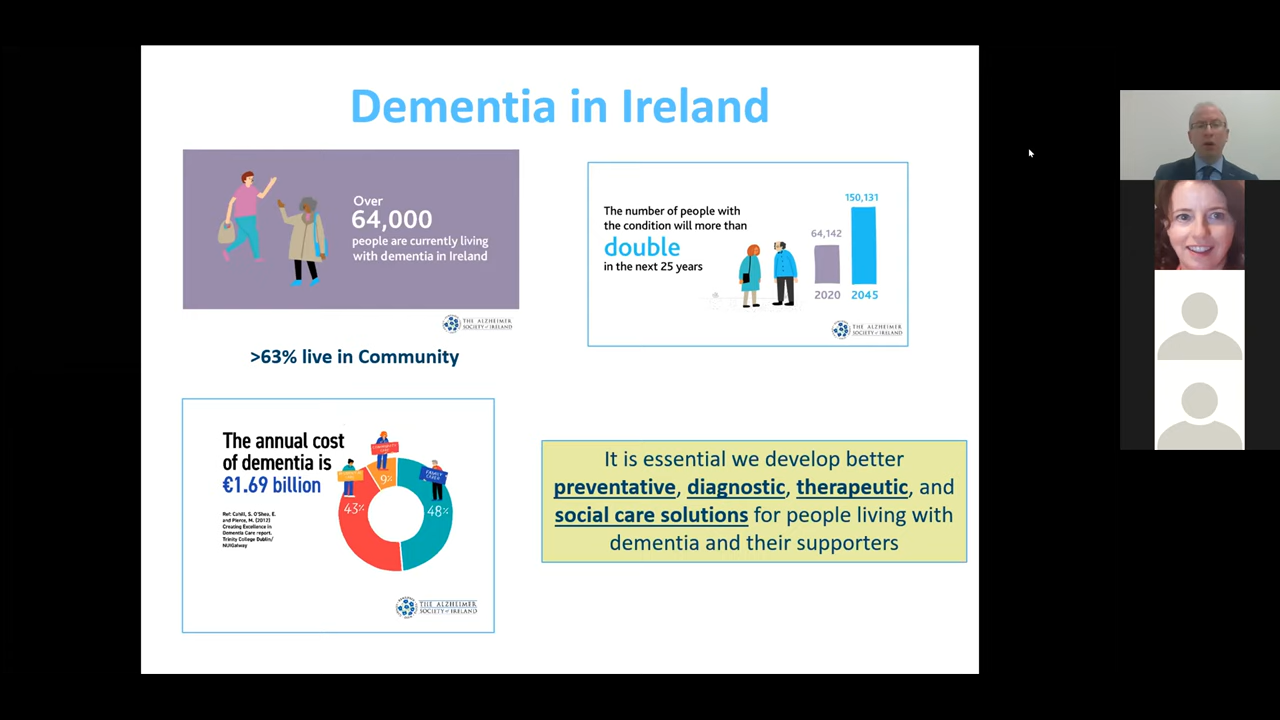 Dementia in Ireland
Over
64,000
people are currently living
with dementia in Ireland
THE ALZHEIMER
SOCIETY of IRELAND
>63% live in Community
The number of people with
the condition will more than
double
in the next 25 years
64,142
150,131
2020
2045
THE ALZHEIMER
SOCIETY of IRELAND
The annual cost
of dementia is
€1.69 billion
Ref: Cahill, S. O'Shea, E.
and Pierce, M. (2012)
Creating Excellence in
Dementia Care report.
Trinity College Dublin/
NUIGalway
9%
43%
48%
FAMILY
THE ALZHEIMER
SOCIETY of IRELAND
It is essential we develop better
preventative, diagnostic, therapeutic, and
social care solutions for people living with
dementia and their supporters